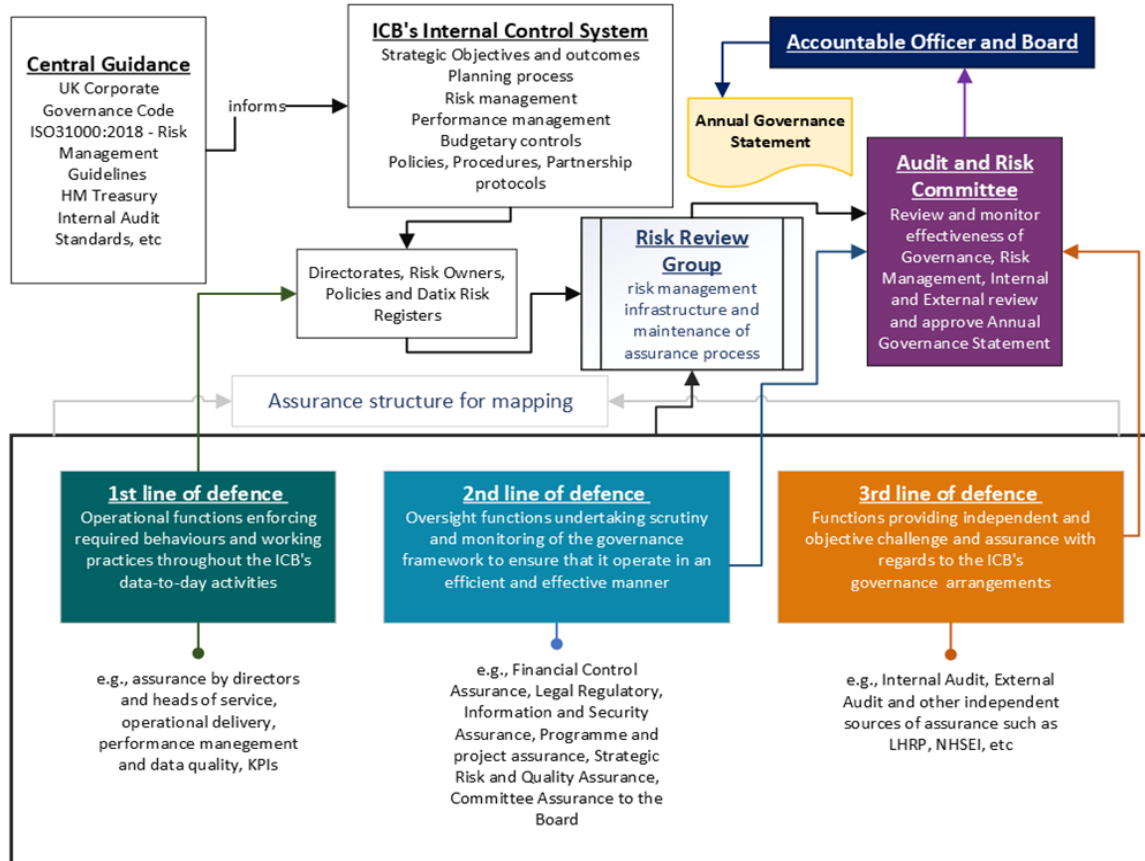 Central Guidance
UK Corporate
Governance Code
ISO31000:2018 - Risk
Management
Guidelines
HM Treasury
Internal Audit
Standards, etc
informs
ICB's Internal Control System
Strategic Objectives and outcomes
Planning process
Risk management
Performance management
Budgetary controls
Policies, Procedures, Partnership
protocols
Accountable Officer and Board
Annual Governance
Statement
Audit and Risk
Committee
Review and monitor
effectiveness of
Governance, Risk
Management, Internal
and External review
and approve Annual
Governance Statement
Directorates, Risk Owners,
Policies and Datix Risk
Registers
Risk Review
Group
risk management
infrastructure and
maintenance of
assurance process
Assurance structure for mapping
1st line of defence
Operational functions enforcing
required behaviours and working
practices throughout the ICB's
data-to-day activities
2nd line of defence
Oversight functions undertaking scrutiny
and monitoring of the governance
framework to ensure that it operate in an
efficient and effective manner
3rd line of defence
Functions providing independent and
objective challenge and assurance with
regards to the ICB's
governance arrangements
e.g., assurance by directors
and heads of service,
operational delivery,
performance manegement
and data quality, KPIs
e.g., Financial Control
Assurance, Legal Regulatory,
Information and Security
Assurance, Programme and
project assurance, Strategic
Risk and Quality Assurance,
Committee Assurance to the
Board
e.g., Internal Audit, External
Audit and other independent
sources of assurance such as
LHRP, NHSEI, etc